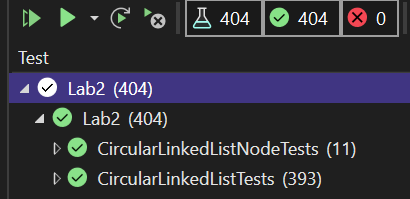 404 404 0
Test
Lab2 (404)
Lab2 (404)
CircularLinkedListNodeTests (11)
CircularLinkedListTests (393)